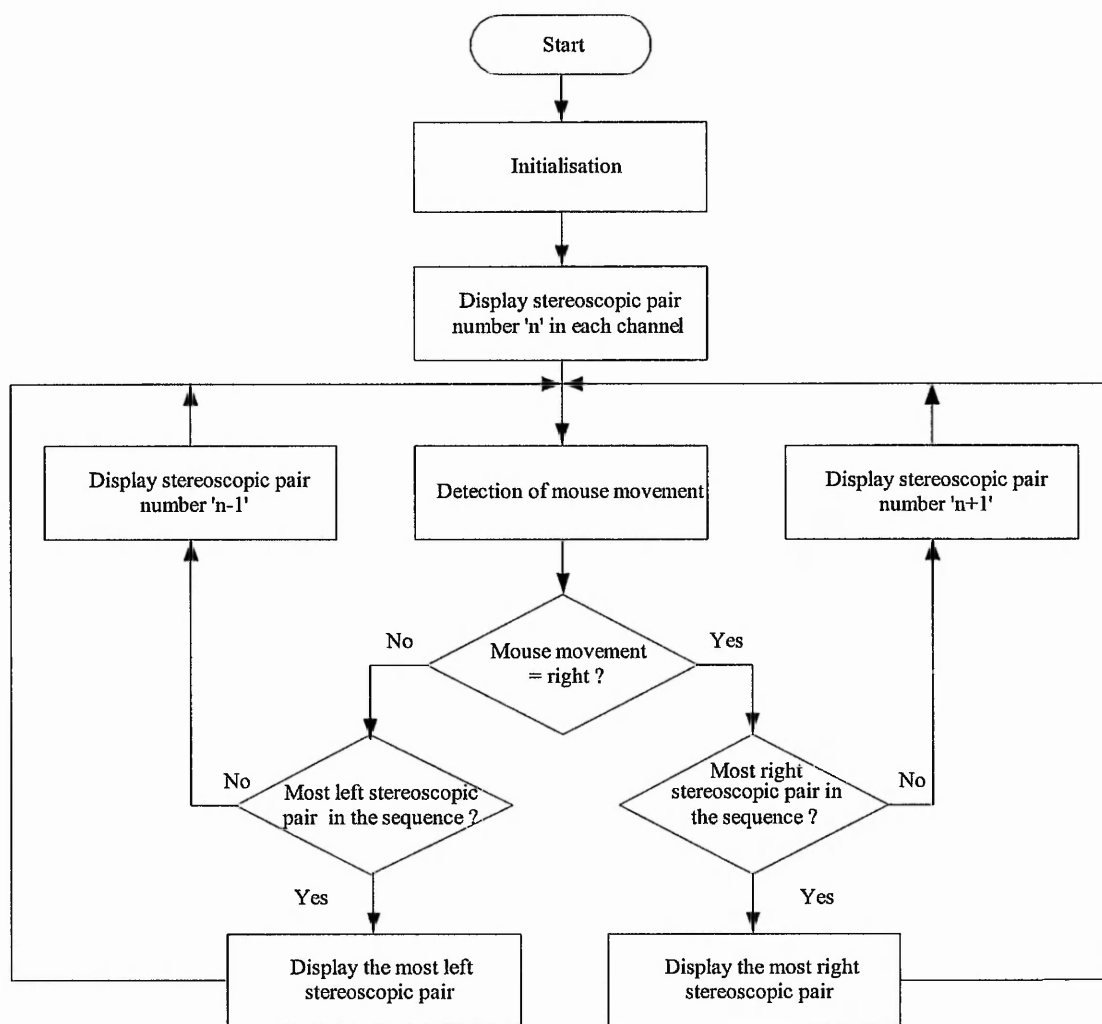 Start
Initialisation
Display stereoscopic pair
number 'n' in each channel
Display stereoscopic pair
number 'n-1'
Detection of mouse movement
Display stereoscopic pair
number 'n+1'
No
Mouse movement
= right ?
Yes
No
Most left stereoscopic
pair in the sequence ?
Most right
stereoscopic pair in
the sequence ?
No
Yes
Yes
Display the most left
stereoscopic pair
Display the most right
stereoscopic pair